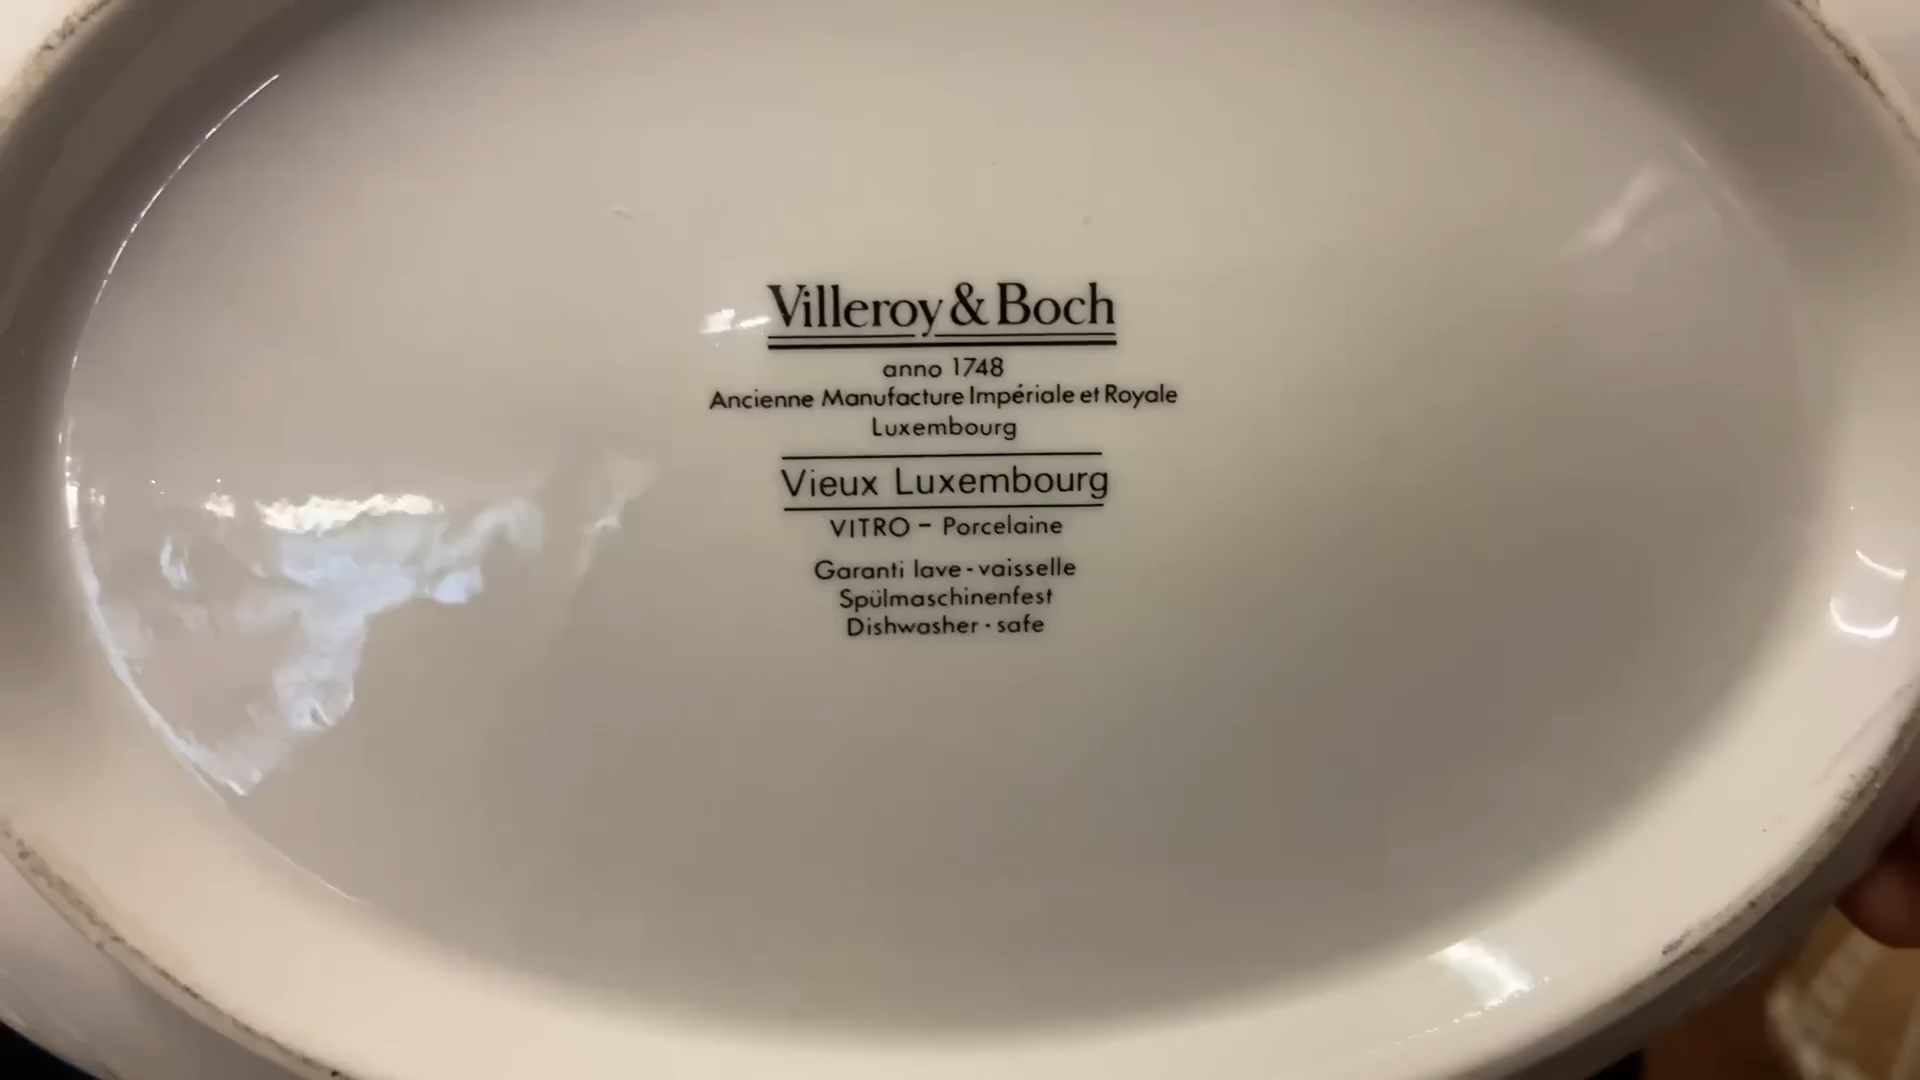 Villeroy & Boch
anno 1748
Ancienne Manufacture Impériale et Royale
Luxembourg
Vieux Luxembourg
VITRO – Porcelaine
Garanti lave-vaisselle
Spülmaschinenfest
Dishwasher-safe